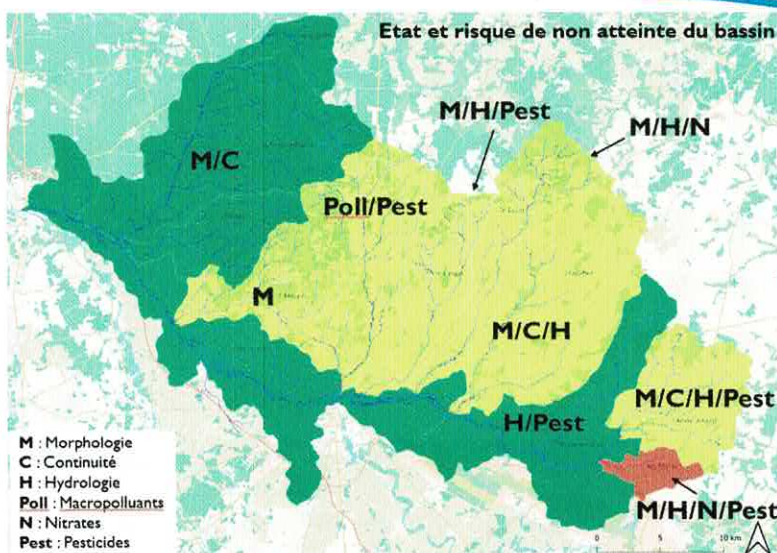 Etat et risque de non atteinte du bassin
M/H/Pest
M/H/N
M/C
Poll/Pest
M
M/C/H
M/C/H/Pest
H/Pest
M/H/N/Pest
M : Morphologie
C : Continuité
H : Hydrologie
Poll : Macropolluants
N : Nitrates
Pest : Pesticides
0 5 10 km